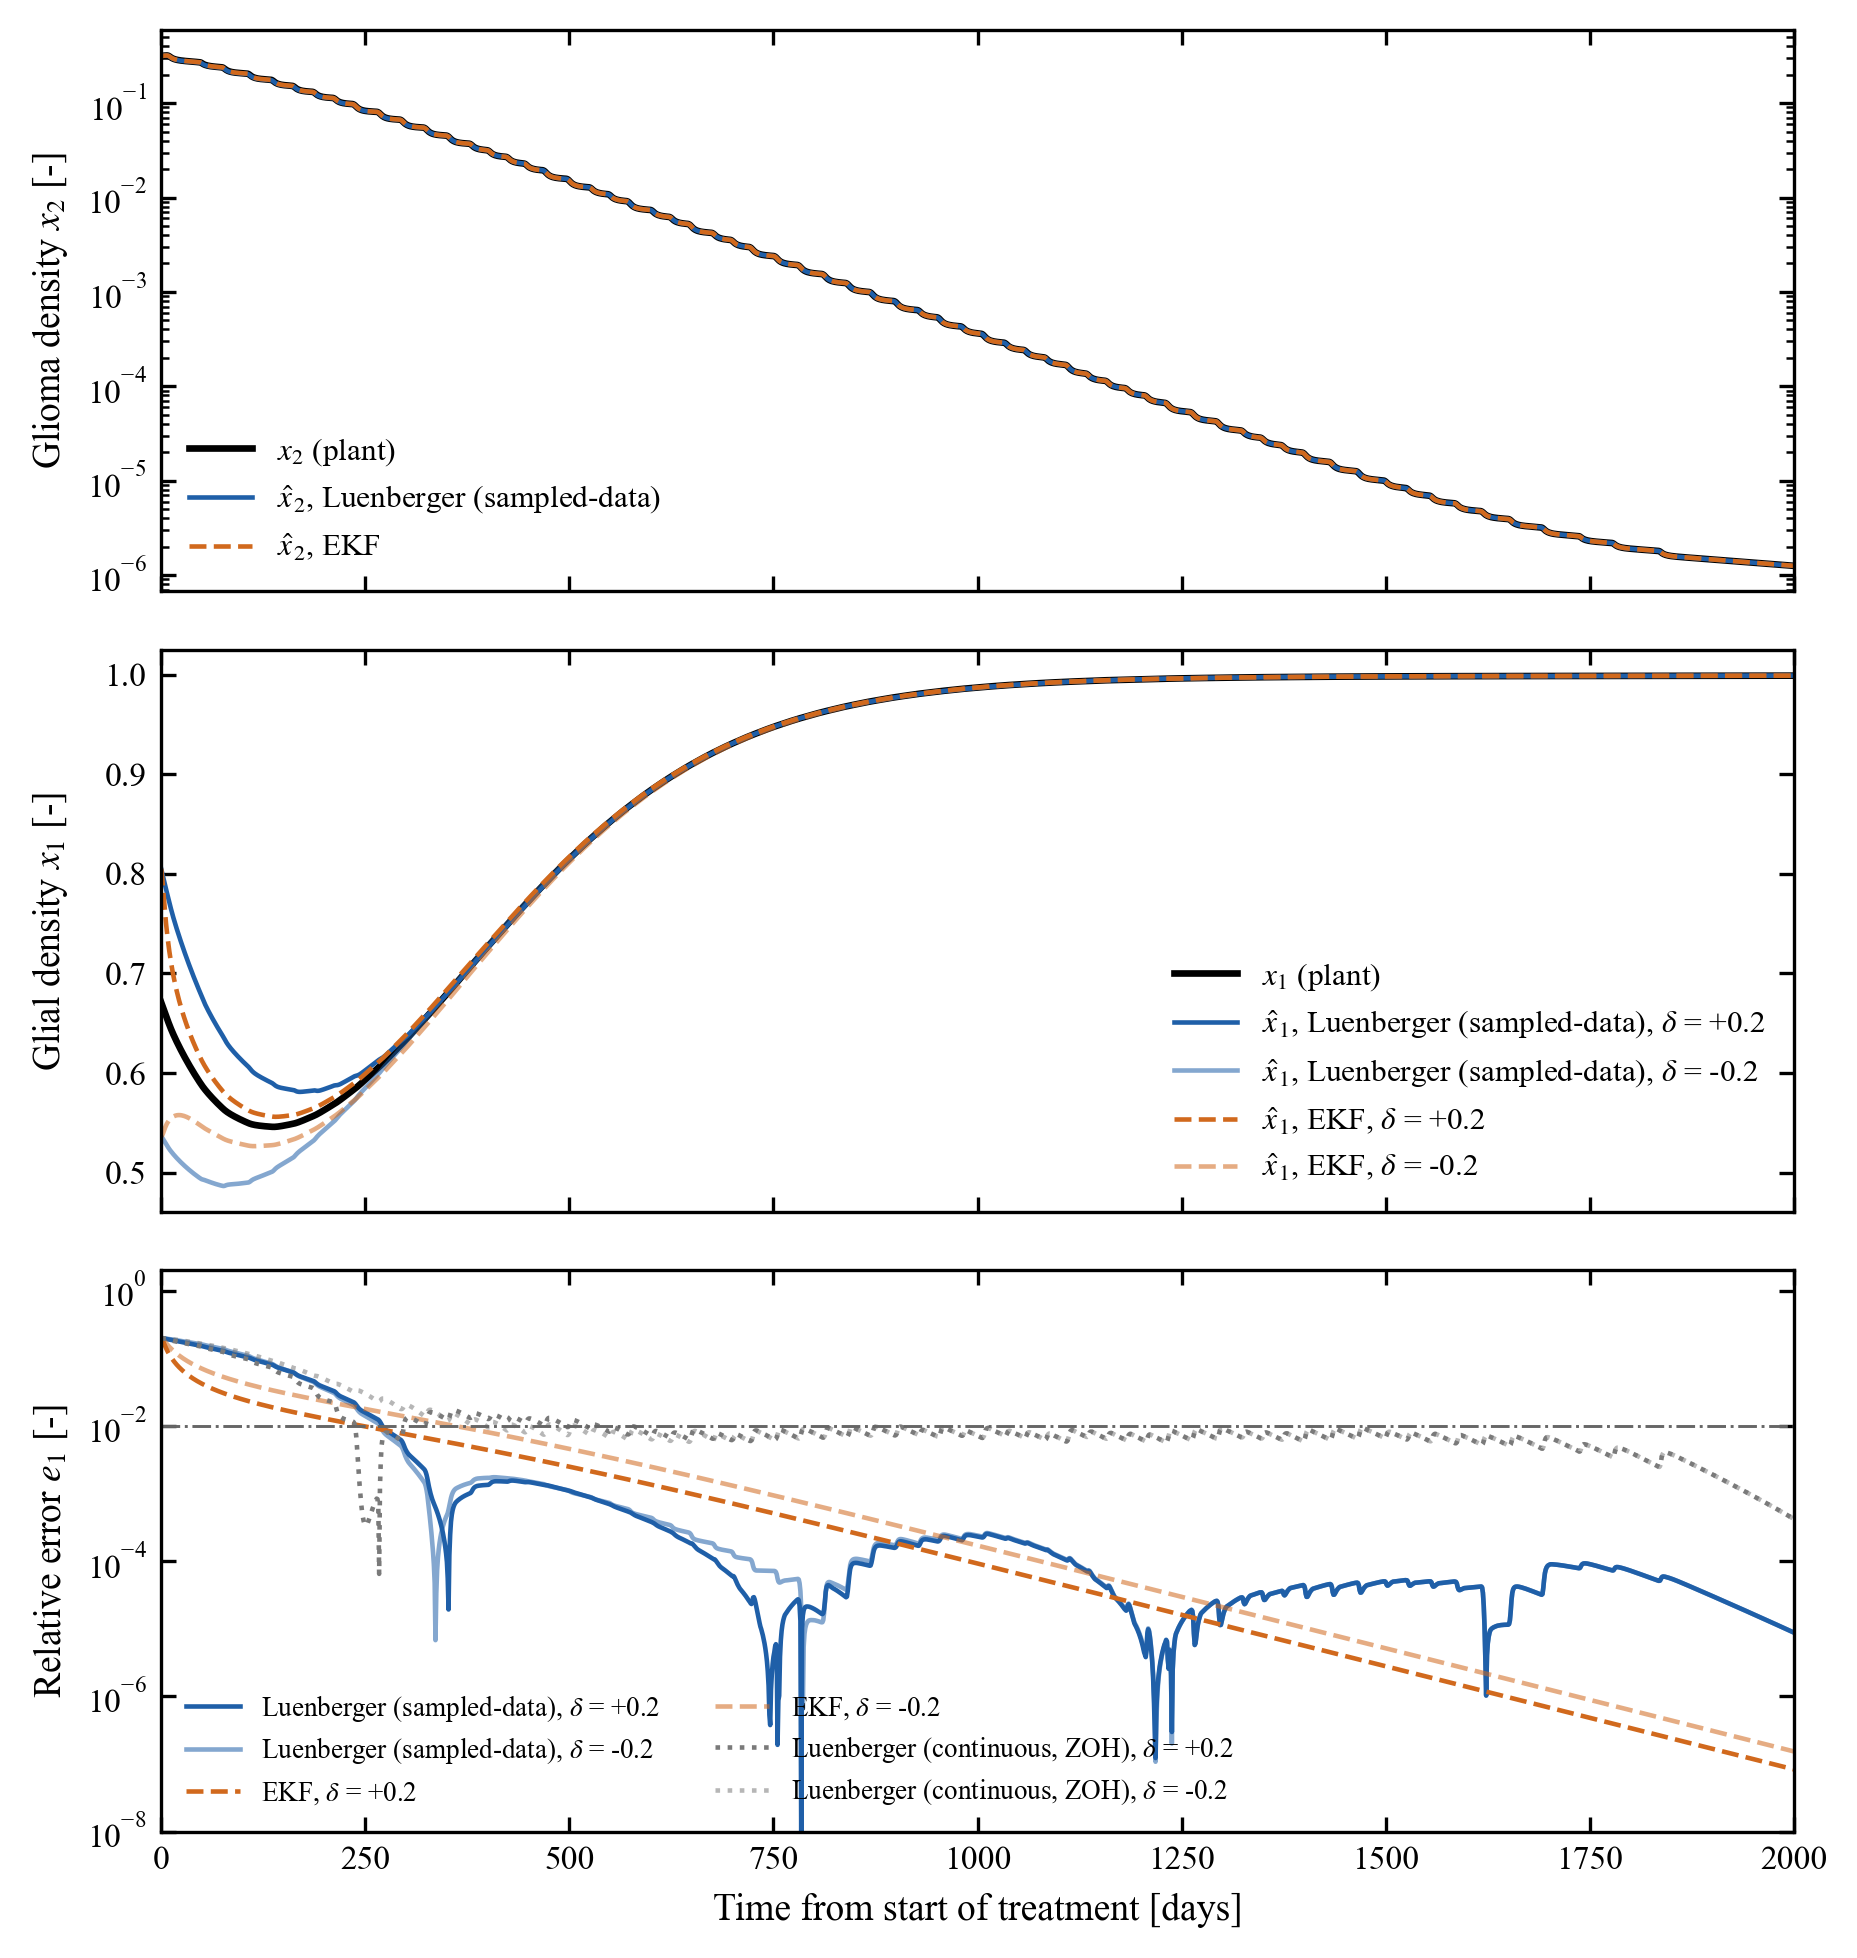 Glioma density x₂ [-]
10⁻¹
10⁻²
10⁻³
10⁻⁴
10⁻⁵
10⁻⁶
x₂ (plant)
x̂₂, Luenberger (sampled-data)
x̂₂, EKF
Glial density x₁ [-]
1.0
0.9
0.8
0.7
0.6
0.5
x₁ (plant)
x̂₁, Luenberger (sampled-data), δ = +0.2
x̂₁, Luenberger (sampled-data), δ = -0.2
x̂₁, EKF, δ = +0.2
x̂₁, EKF, δ = -0.2
Relative error e₁ [-]
10⁰
10⁻²
10⁻⁴
10⁻⁶
10⁻⁸
Luenberger (sampled-data), δ = +0.2
Luenberger (sampled-data), δ = -0.2
EKF, δ = +0.2
EKF, δ = -0.2
Luenberger (continuous, ZOH), δ = +0.2
Luenberger (continuous, ZOH), δ = -0.2
0 250 500 750 1000 1250 1500 1750 2000
Time from start of treatment [days]